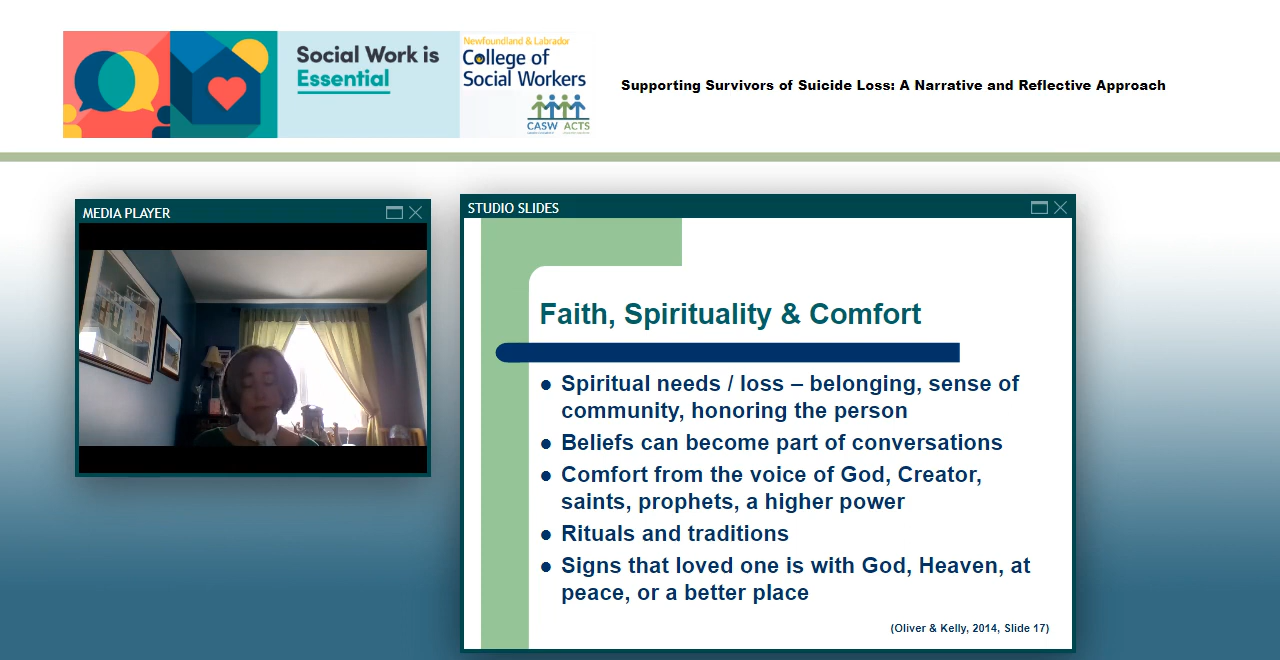 Social Work is
Essential
Newfoundland & Labrador
College of
Social Workers
CASW ACTS
Supporting Survivors of Suicide Loss: A Narrative and Reflective Approach
MEDIA PLAYER
STUDIO SLIDES
Faith, Spirituality & Comfort
● Spiritual needs / loss – belonging, sense of
community, honoring the person
● Beliefs can become part of conversations
● Comfort from the voice of God, Creator,
saints, prophets, a higher power
● Rituals and traditions
● Signs that loved one is with God, Heaven, at
peace, or a better place
(Oliver & Kelly, 2014, Slide 17)